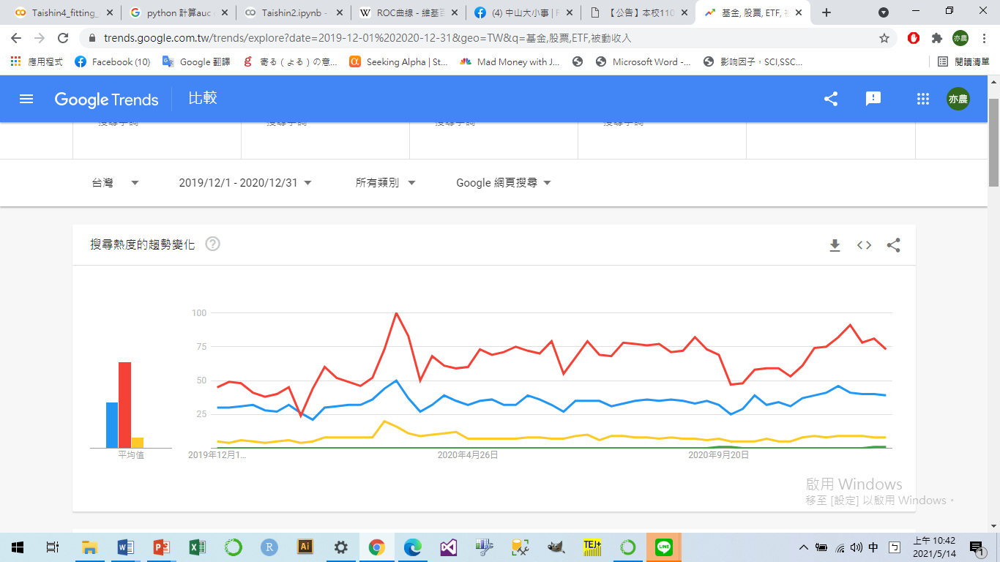 Taishin4_fitting_
python 計算auc
Taishin2.ipynb -
ROC曲線 - 維基百
(4) 中山大小事 | F
【公告】本校110
基金, 股票, ETF, 被
trends.google.com.tw/trends/explore?date=2019-12-01%202020-12-31&geo=TW&q=基金,股票,ETF,被動收入
亦農
應用程式
Facebook (10)
Google 翻譯
寄る ( よる ) の意...
Seeking Alpha | St...
Mad Money with J...
Microsoft Word -...
影响因子,SCI,SSC...
閱讀清單
Google Trends
比較
亦農
搜尋字詞
搜尋字詞
搜尋字詞
搜尋字詞
台灣
2019/12/1 - 2020/12/31
所有類別
Google 網頁搜尋
搜尋熱度的趨勢變化
?
100
75
50
25
平均值
2019年12月1...
2020年4月26日
2020年9月20日
啟用 Windows
移至 [設定] 以啟用 Windows。
R
Ai
TEJ+
LINE
中
ㄅ
上午 10:42
2021/5/14
1